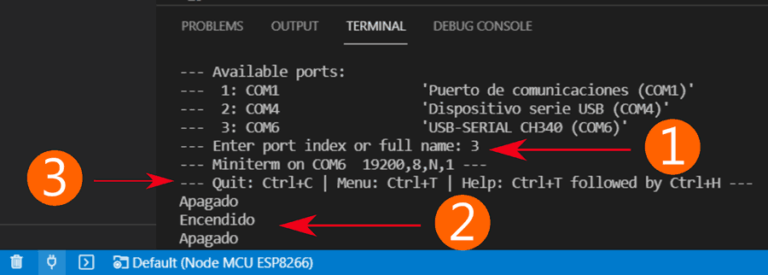 PROBLEMS OUTPUT TERMINAL DEBUG CONSOLE
--- Available ports:
--- 1: COM1 'Puerto de comunicaciones (COM1)'
--- 2: COM4 'Dispositivo serie USB (COM4)'
--- 3: COM6 'USB-SERIAL CH340 (COM6)'
--- Enter port index or full name: 3
1
--- Miniterm on COM6 19200,8,N,1 ---
3
--- Quit: Ctrl+C | Menu: Ctrl+T | Help: Ctrl+T followed by Ctrl+H ---
Apagado
Encendido
2
Apagado
Default (Node MCU ESP8266)